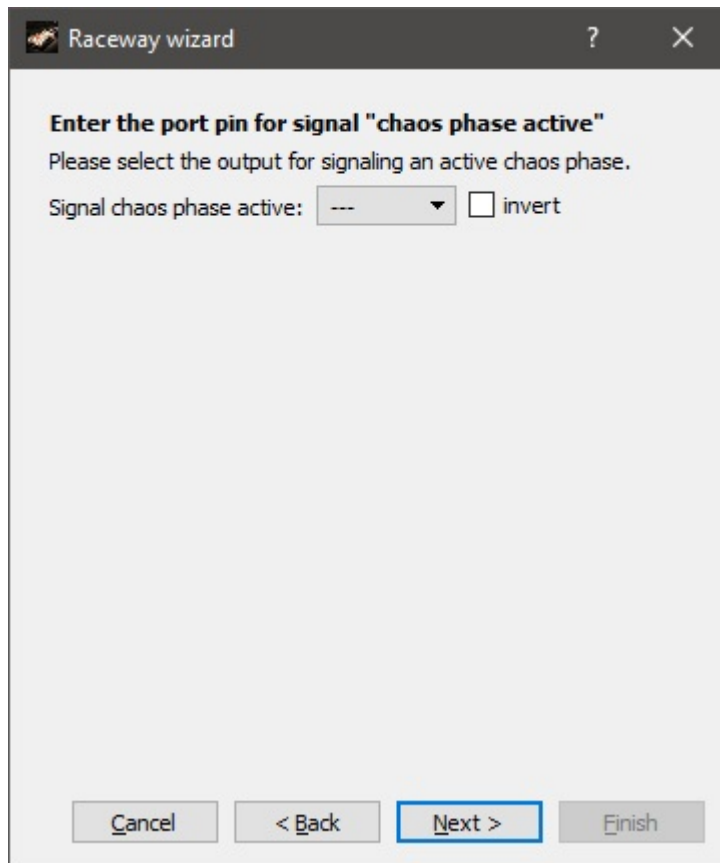 Raceway wizard ?
Enter the port pin for signal "chaos phase active"
Please select the output for signaling an active chaos phase.
Signal chaos phase active: --- invert
Cancel < Back Next > Finish